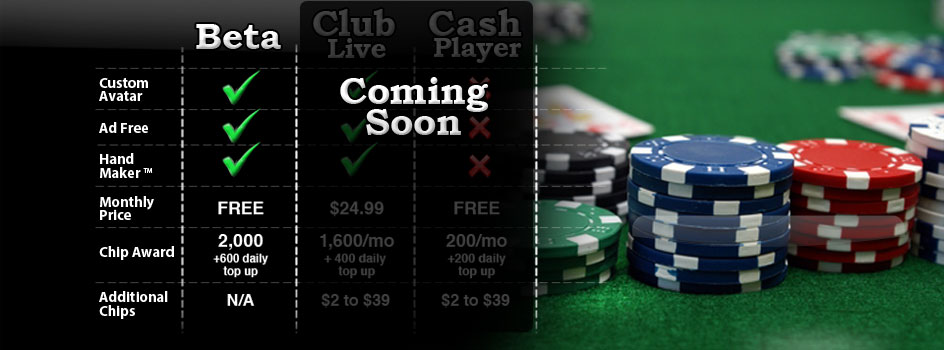 Beta
Club
Live
Cash
Player
Coming
Soon
Custom
Avatar
Ad Free
Hand
Maker ™
Monthly
Price
FREE
$24.99
FREE
Chip Award
2,000
+600 daily
top up
1,600/mo
+ 400 daily
top up
200/mo
+200 daily
top up
Additional
Chips
N/A
$2 to $39
$2 to $39